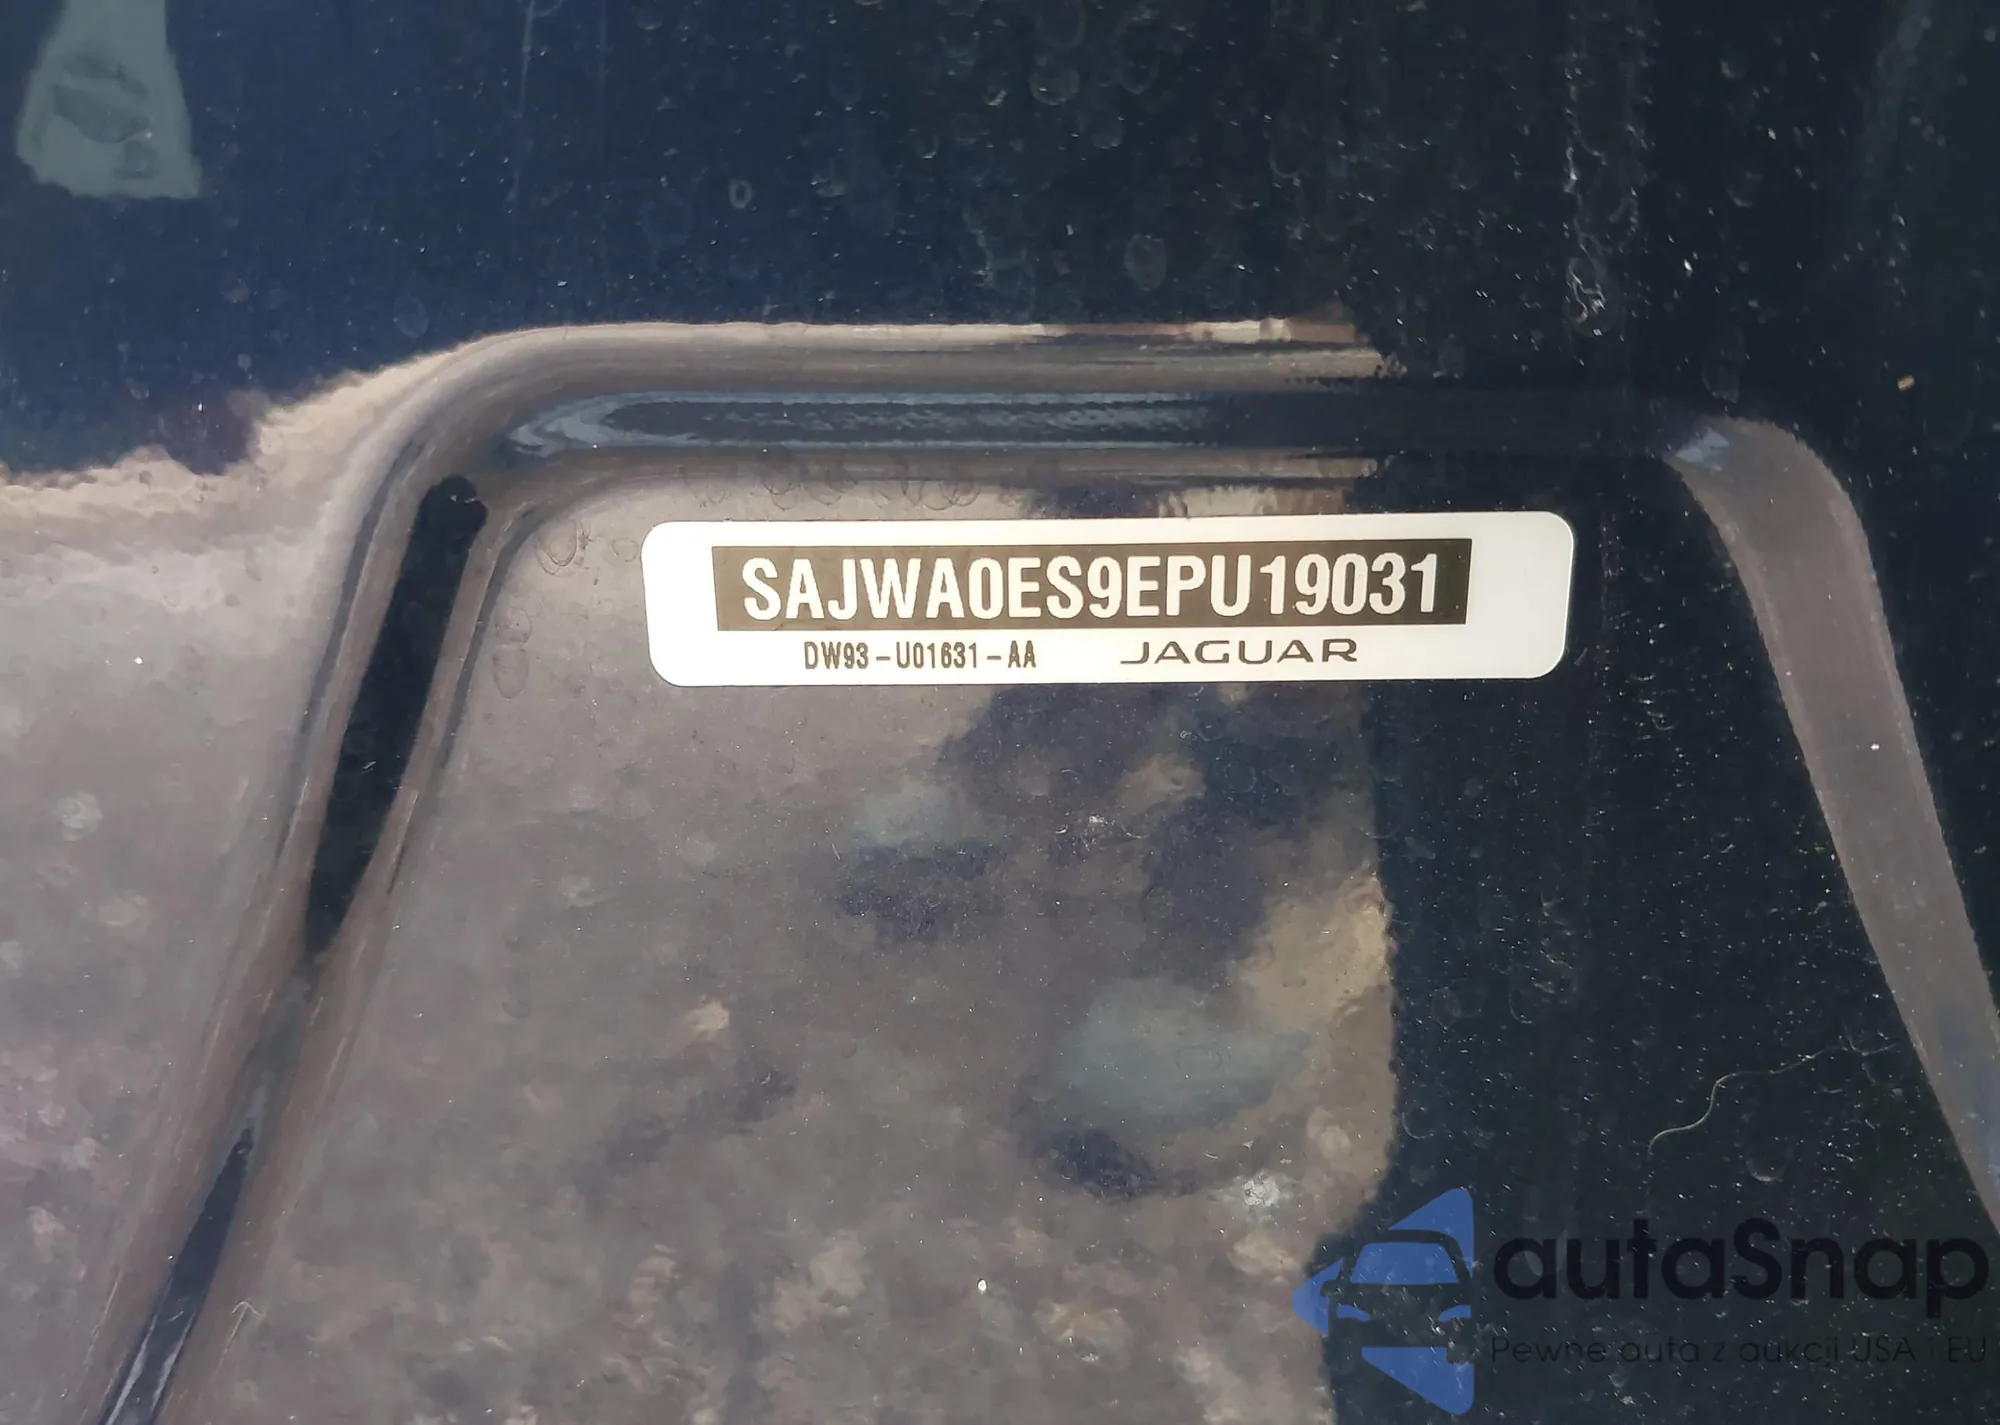 SAJWA0ES9EPU19031
DW93-U01631-AA JAGUAR
autaSnap
Pewne auta z aukcji USA i EU